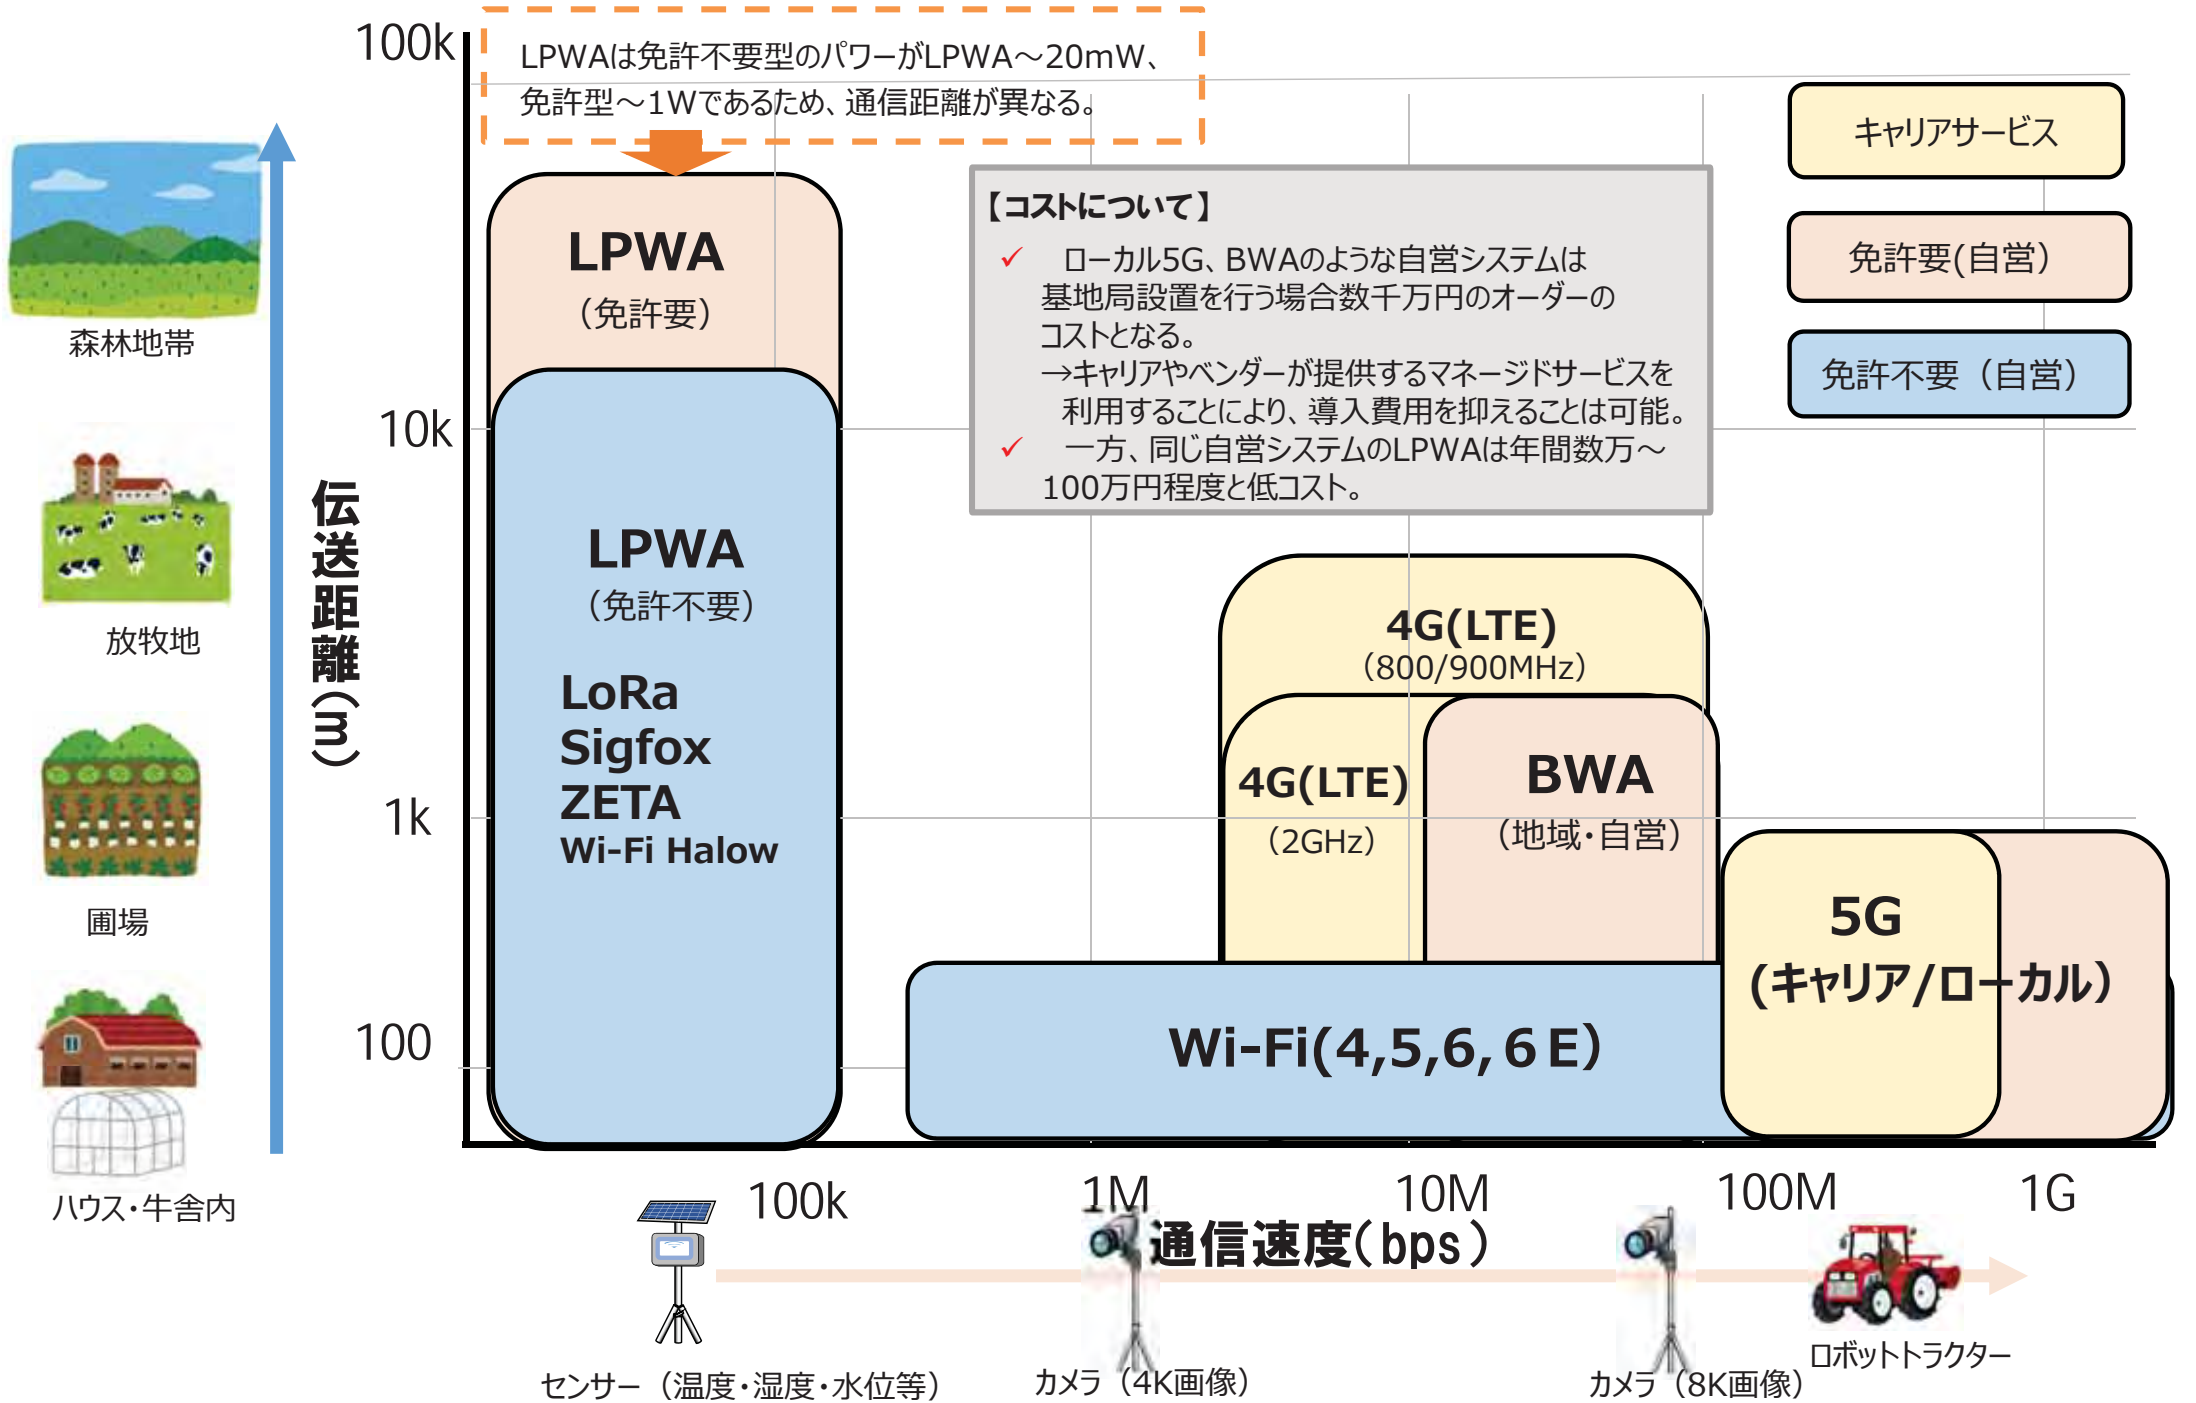 100k
LPWAは免許不要型のパワーがLPWA～20mW、
免許型～1Wであるため、通信距離が異なる。
キャリアサービス
免許要(自営）
免許不要（自営）
【コストについて】
✓ ローカル5G、BWAのような自営システムは
基地局設置を行う場合数千万円のオーダーの
コストとなる。
→キャリアやベンダーが提供するマネージドサービスを
利用することにより、導入費用を抑えることは可能。
✓ 一方、同じ自営システムのLPWAは年間数万～
100万円程度と低コスト。
LPWA
（免許要）
森林地帯
10k
伝送距離(m)
LPWA
（免許不要）
LoRa
Sigfox
ZETA
Wi-Fi Halow
放牧地
4G(LTE)
（800/900MHz）
4G(LTE)
（2GHz）
BWA
（地域・自営）
1k
圃場
5G
(キャリア/ローカル）
100
Wi-Fi(4,5,6,６E）
ハウス・牛舎内
100k
1M
10M
100M
1G
通信速度(bps)
センサー（温度・湿度・水位等）
カメラ（4K画像）
カメラ（8K画像）
ロボットトラクター